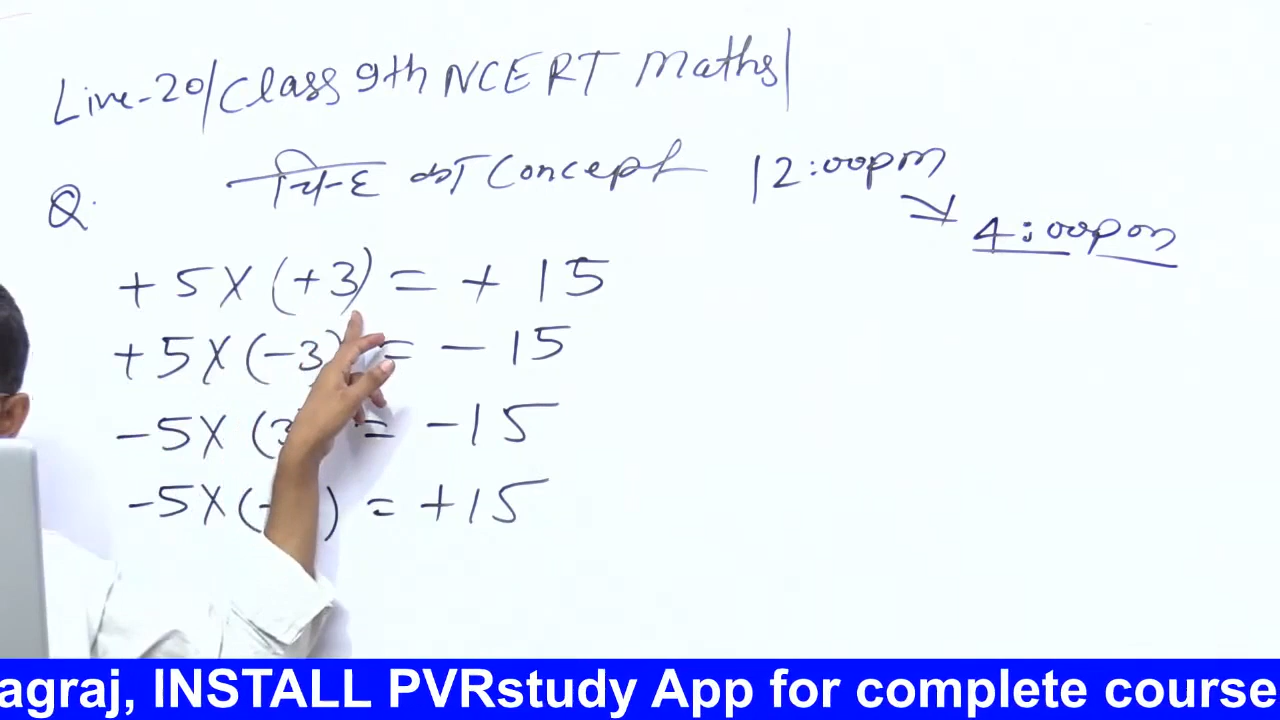 Live-20/Class 9th NCERT Maths|
Q. चिन्ह का Concept 12:00pm
→ 4:00pm
+5×(+3) = + 15
+5×(-3) = - 15
-5×(3) = -15
-5×(- ) = +15
agraj, INSTALL PVRstudy App for complete course